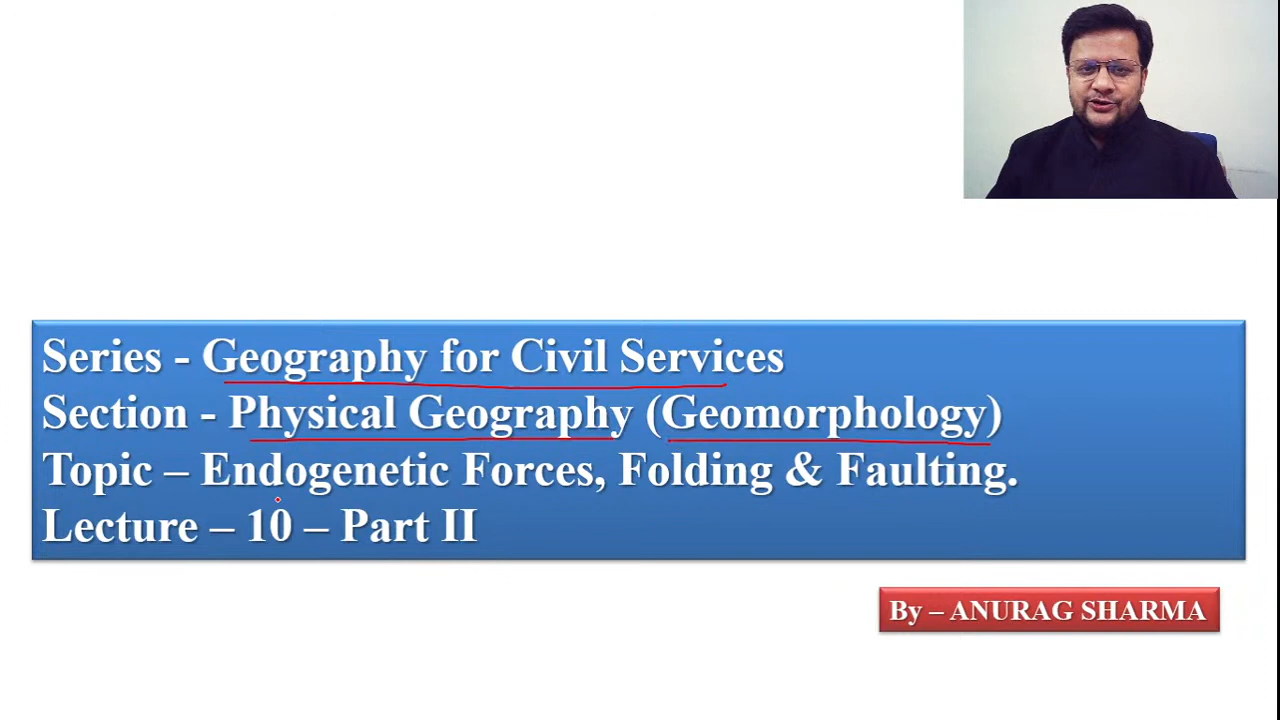 Series - Geography for Civil Services
Section - Physical Geography (Geomorphology)
Topic – Endogenetic Forces, Folding & Faulting.
Lecture – 10 – Part II
By – ANURAG SHARMA